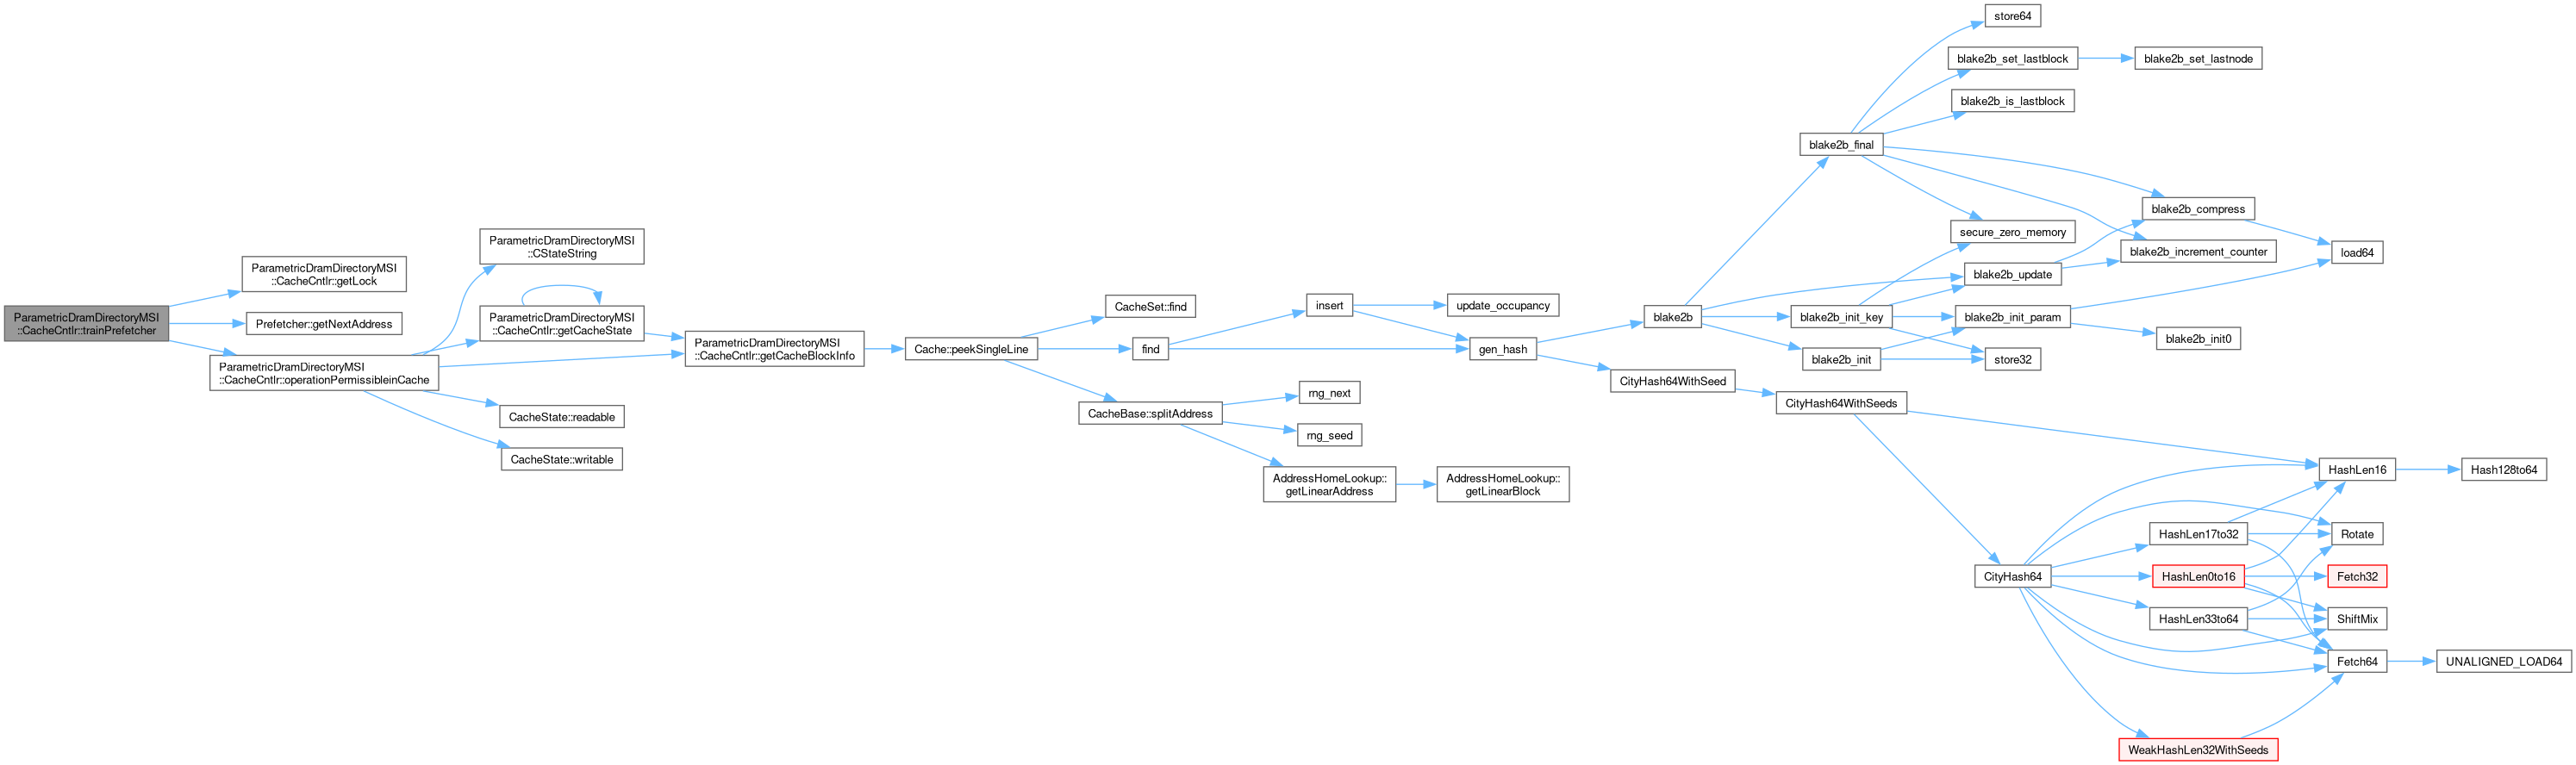 ParametricDramDirectoryMSI
::CacheCntlr::trainPrefetcher
ParametricDramDirectoryMSI
::CacheCntlr::getLock
Prefetcher::getNextAddress
ParametricDramDirectoryMSI
::CacheCntlr::operationPermissibleinCache
ParametricDramDirectoryMSI
::CStateString
ParametricDramDirectoryMSI
::CacheCntlr::getCacheState
CacheState::readable
CacheState::writable
ParametricDramDirectoryMSI
::CacheCntlr::getCacheBlockInfo
Cache::peekSingleLine
CacheSet::find
find
CacheBase::splitAddress
insert
update_occupancy
rng_next
rng_seed
AddressHomeLookup::
getLinearAddress
AddressHomeLookup::
getLinearBlock
gen_hash
blake2b
CityHash64WithSeed
blake2b_final
blake2b_init_key
blake2b_init
CityHash64WithSeeds
store64
blake2b_set_lastblock
blake2b_set_lastnode
blake2b_is_lastblock
secure_zero_memory
blake2b_update
blake2b_init_param
store32
blake2b_compress
blake2b_increment_counter
blake2b_init0
load64
CityHash64
HashLen17to32
HashLen0to16
HashLen33to64
WeakHashLen32WithSeeds
HashLen16
Rotate
Fetch32
ShiftMix
Fetch64
Hash128to64
UNALIGNED_LOAD64